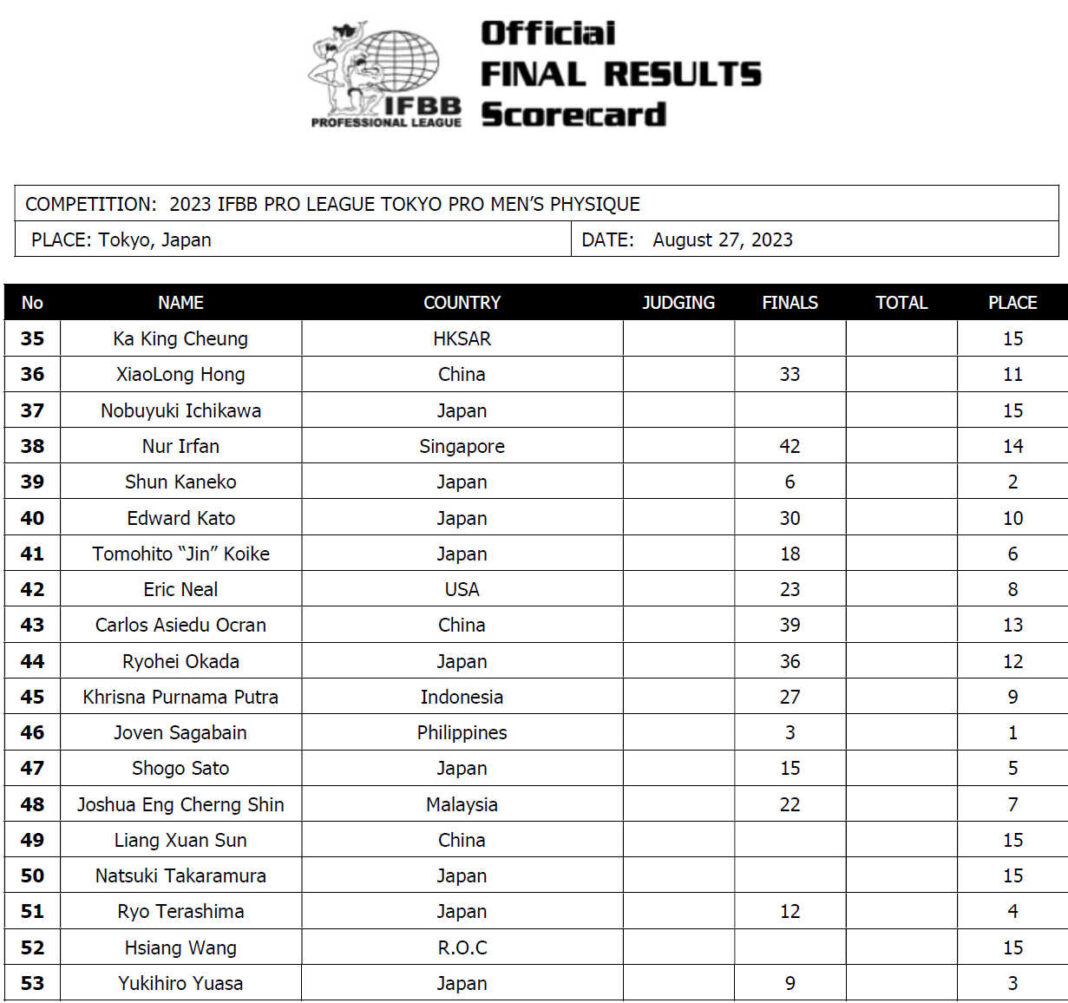 Official
FINAL RESULTS
Scorecard
IFBB
PROFESSIONAL LEAGUE
COMPETITION: 2023 IFBB PRO LEAGUE TOKYO PRO MEN’S PHYSIQUE
PLACE: Tokyo, Japan DATE: August 27, 2023
No NAME COUNTRY JUDGING FINALS TOTAL PLACE
35 Ka King Cheung HKSAR 15
36 XiaoLong Hong China 33 11
37 Nobuyuki Ichikawa Japan 15
38 Nur Irfan Singapore 42 14
39 Shun Kaneko Japan 6 2
40 Edward Kato Japan 30 10
41 Tomohito “Jin” Koike Japan 18 6
42 Eric Neal USA 23 8
43 Carlos Asiedu Ocran China 39 13
44 Ryohei Okada Japan 36 12
45 Khrisna Purnama Putra Indonesia 27 9
46 Joven Sagabain Philippines 3 1
47 Shogo Sato Japan 15 5
48 Joshua Eng Cherng Shin Malaysia 22 7
49 Liang Xuan Sun China 15
50 Natsuki Takaramura Japan 15
51 Ryo Terashima Japan 12 4
52 Hsiang Wang R.O.C 15
53 Yukihiro Yuasa Japan 9 3